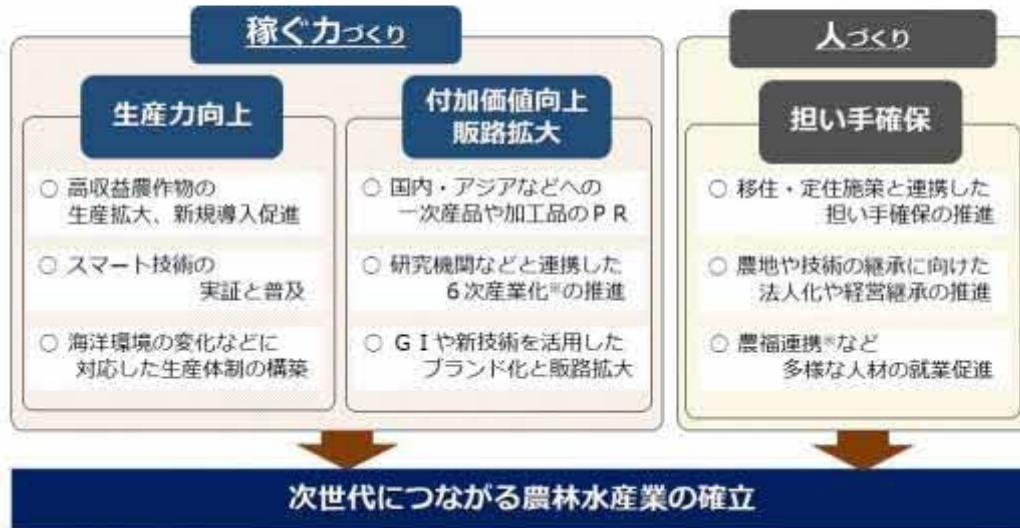 稼ぐ力づくり
生産力向上
○ 高収益農作物の
生産拡大、新規導入促進
○ スマート技術の
実証と普及
○ 海洋環境の変化などに
対応した生産体制の構築
付加価値向上
販路拡大
○ 国内・アジアなどへの
一次産品や加工品のＰＲ
○ 研究機関などと連携した
６次産業化※の推進
○ ＧＩや新技術を活用した
ブランド化と販路拡大
人づくり
担い手確保
○ 移住・定住施策と連携した
担い手確保の推進
○ 農地や技術の継承に向けた
法人化や経営継承の推進
○ 農福連携※など
多様な人材の就業促進
次世代につながる農林水産業の確立